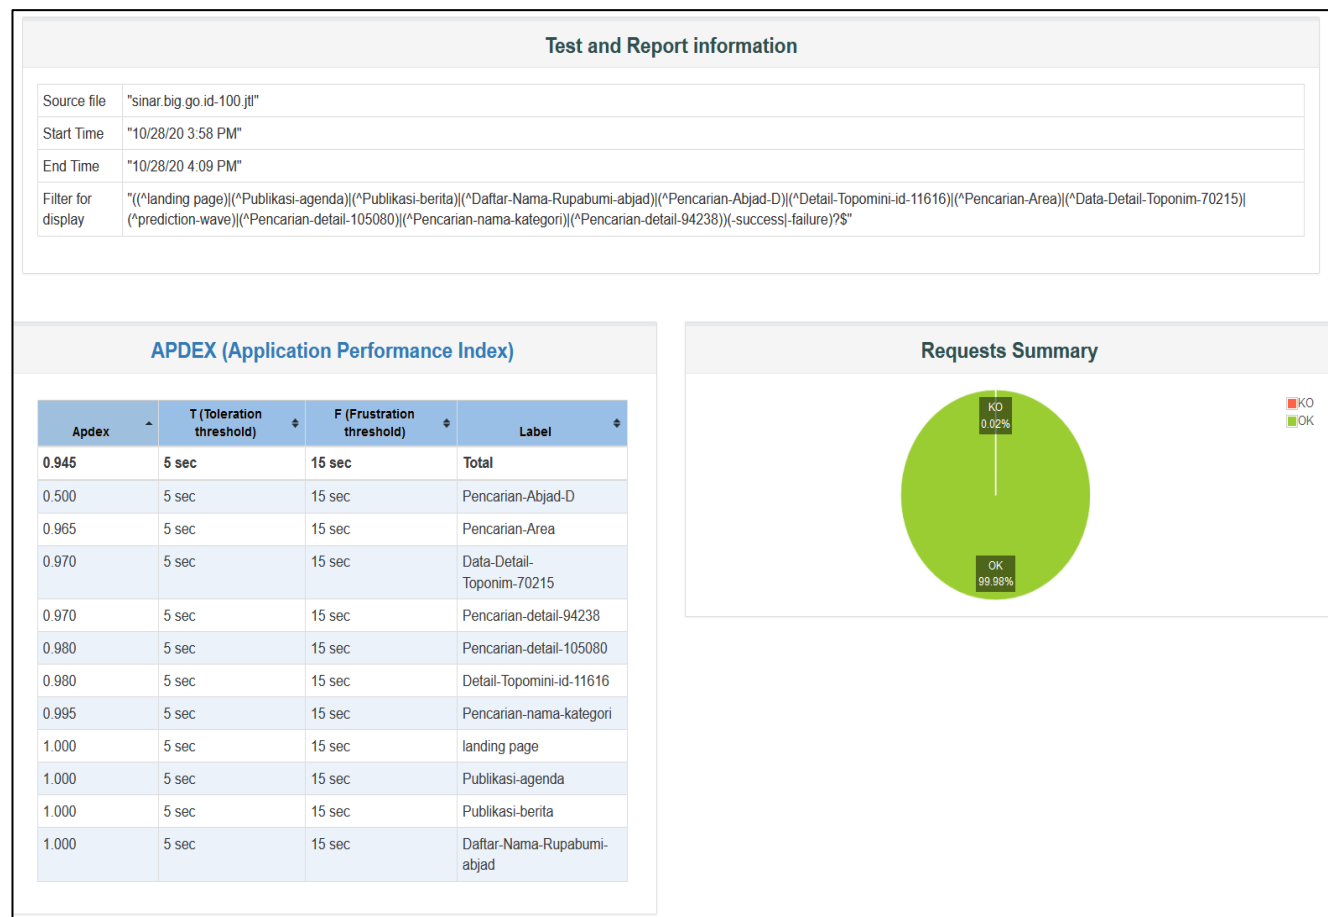 Test and Report information
Source file "sinar.big.go.id-100.jtl"
Start Time "10/28/20 3:58 PM"
End Time "10/28/20 4:09 PM"
Filter for display "((^landing page)|(^Publikasi-agenda)|(^Publikasi-berita)|(^Daftar-Nama-Rupabumi-abjad)|(^Pencarian-Abjad-D)|(^Detail-Topomini-id-11616)|(^Pencarian-Area)|(^Data-Detail-Toponim-70215)|
(^prediction-wave)|(^Pencarian-detail-105080)|(^Pencarian-nama-kategori)|(^Pencarian-detail-94238))(-success|-failure)?$"
APDEX (Application Performance Index)
Apdex T (Toleration threshold) F (Frustration threshold) Label
0.945 5 sec 15 sec Total
0.500 5 sec 15 sec Pencarian-Abjad-D
0.965 5 sec 15 sec Pencarian-Area
0.970 5 sec 15 sec Data-Detail-
Toponim-70215
0.970 5 sec 15 sec Pencarian-detail-94238
0.980 5 sec 15 sec Pencarian-detail-105080
0.980 5 sec 15 sec Detail-Topomini-id-11616
0.995 5 sec 15 sec Pencarian-nama-kategori
1.000 5 sec 15 sec landing page
1.000 5 sec 15 sec Publikasi-agenda
1.000 5 sec 15 sec Publikasi-berita
1.000 5 sec 15 sec Daftar-Nama-Rupabumi-
abjad
Requests Summary
KO
0.02%
OK
99.98%
KO
OK